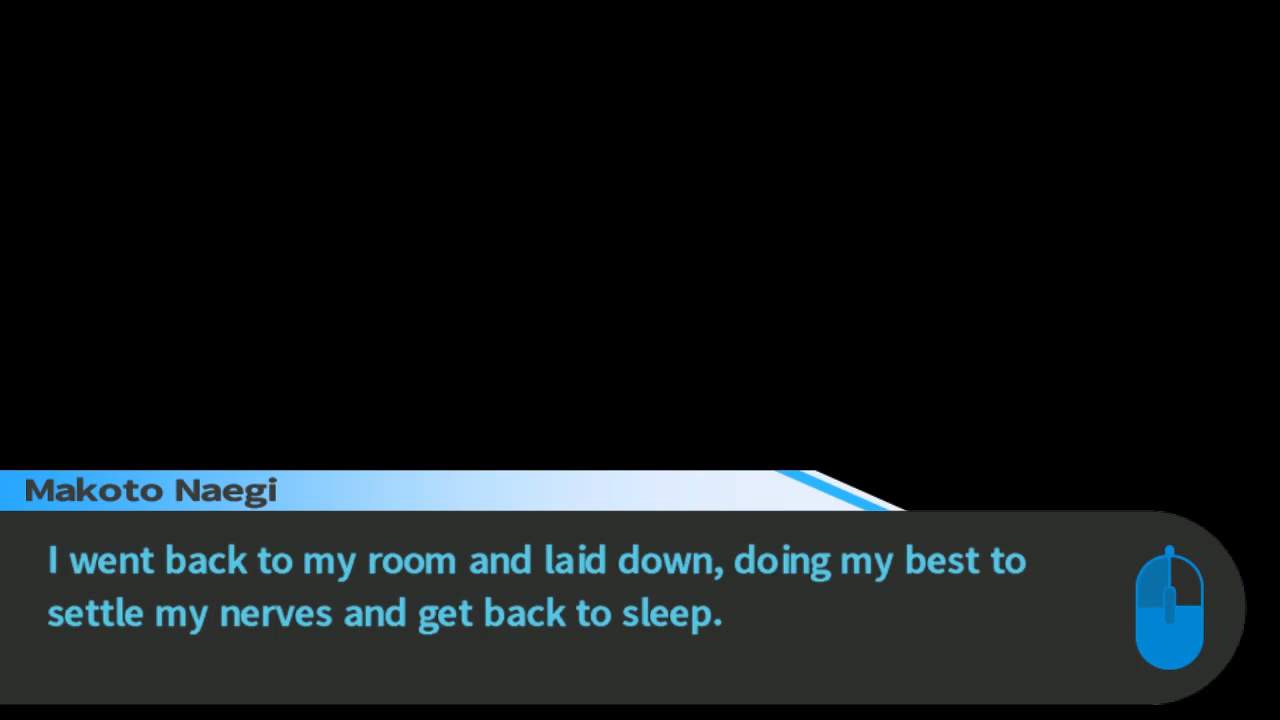 Makoto Naegi
I went back to my room and laid down, doing my best to
settle my nerves and get back to sleep.